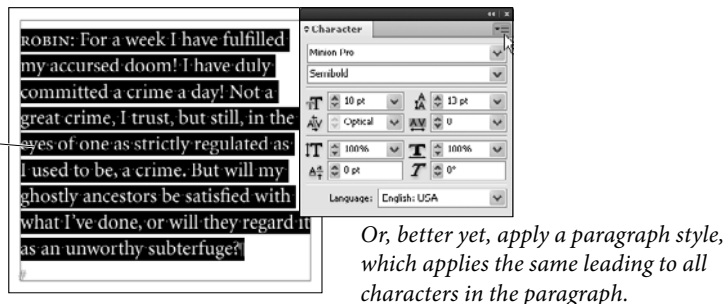 ROBIN: For a week I have fulfilled
my accursed doom! I have duly
committed a crime a day! Not a
great crime, I trust, but still, in the
eyes of one as strictly regulated as
I used to be, a crime. But will my
ghostly ancestors be satisfied with
what I've done, or will they regard it
as an unworthy subterfuge?¶
Character
Minion Pro
Semibold
10 pt
13 pt
Optical
0
100%
100%
0 pt
0°
Language: English: USA
Or, better yet, apply a paragraph style,
which applies the same leading to all
characters in the paragraph.